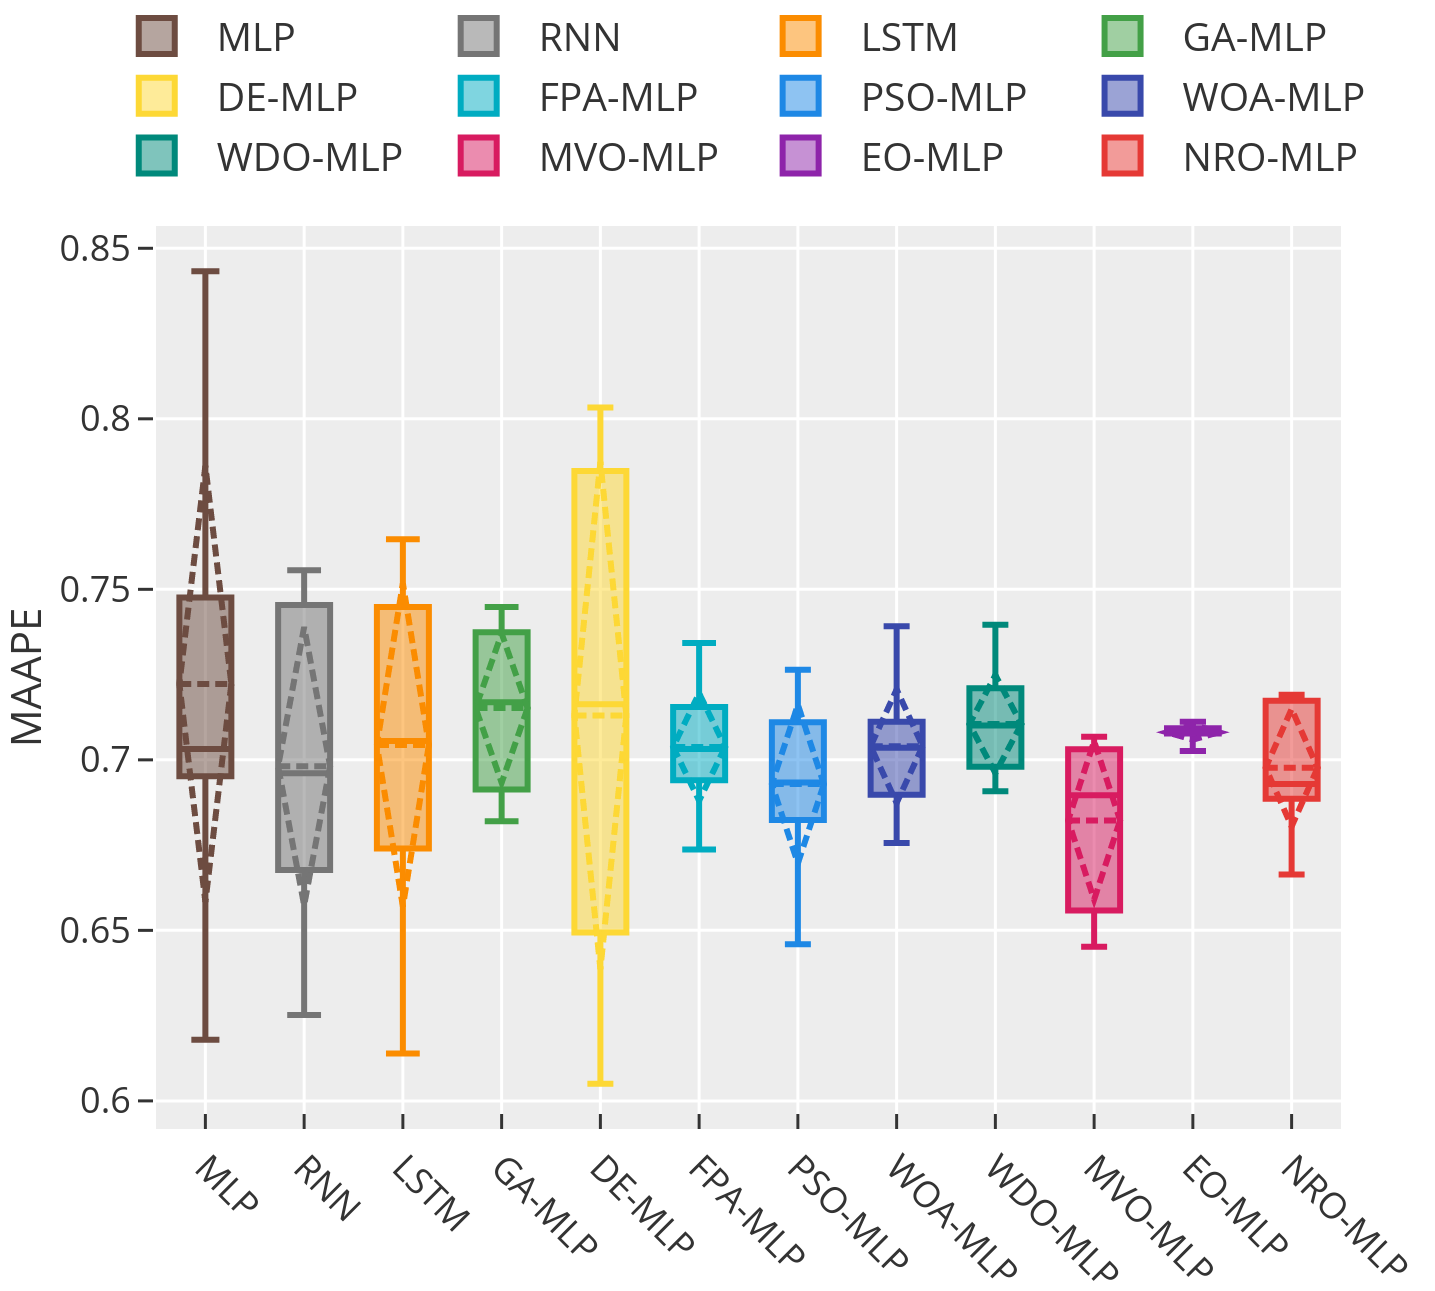 MLP RNN LSTM GA-MLP
DE-MLP FPA-MLP PSO-MLP WOA-MLP
WDO-MLP MVO-MLP EO-MLP NRO-MLP
0.85
0.8
0.75
0.7
0.65
0.6
MAAPE
MLP RNN LSTM GA-MLP DE-MLP FPA-MLP PSO-MLP WOA-MLP WDO-MLP MVO-MLP EO-MLP NRO-MLP